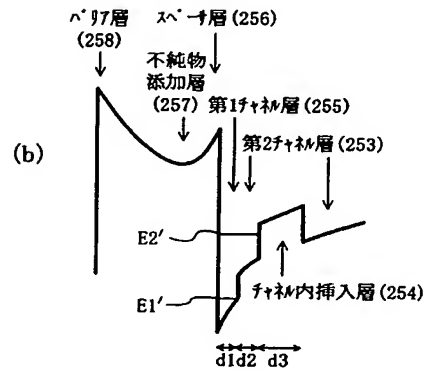 バリア層
(258)
スペーサ層(256)
不純物
添加層
(257)
第1チャネル層(255)
第2チャネル層(253)
(b)
E2'
E1'
チャネル内挿入層(254)
d1 d2 d3